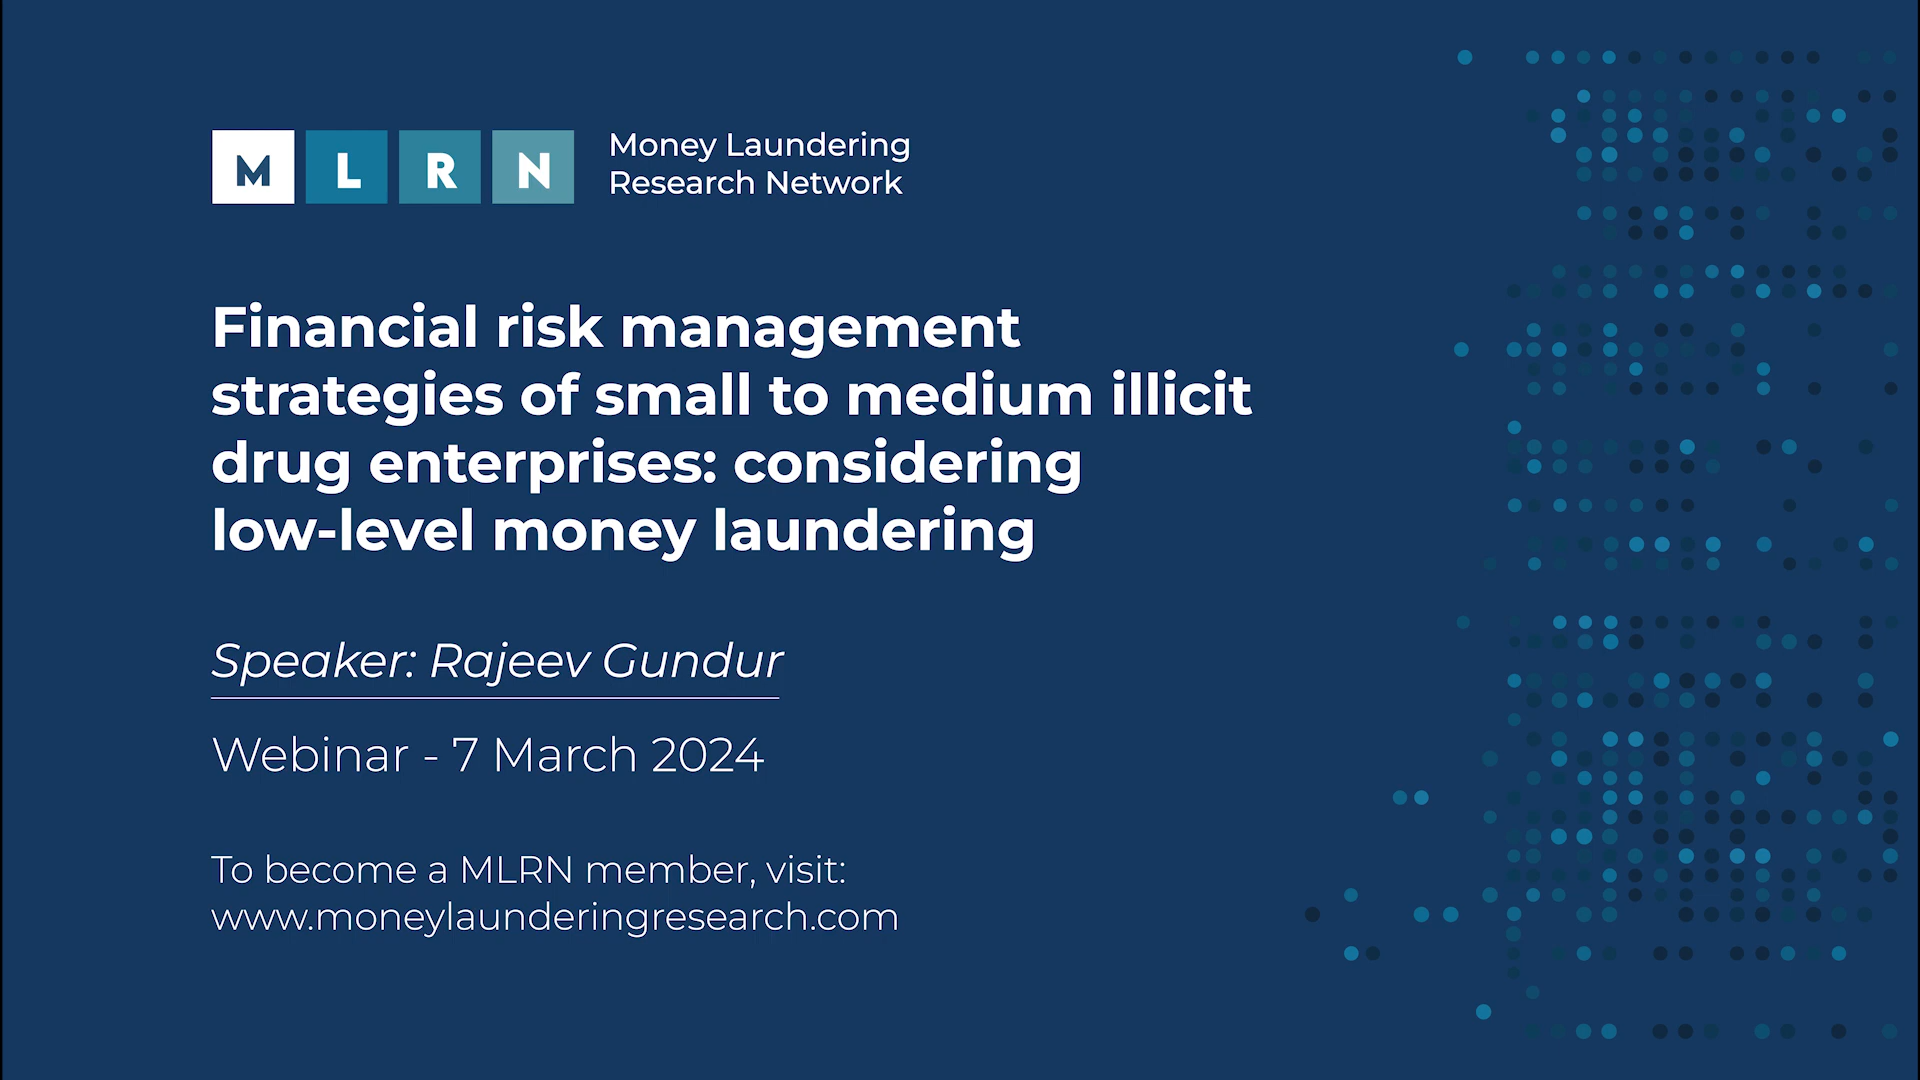 M L R N
Money Laundering
Research Network
Financial risk management
strategies of small to medium illicit
drug enterprises: considering
low-level money laundering
Speaker: Rajeev Gundur
Webinar - 7 March 2024
To become a MLRN member, visit:
www.moneylaunderingresearch.com